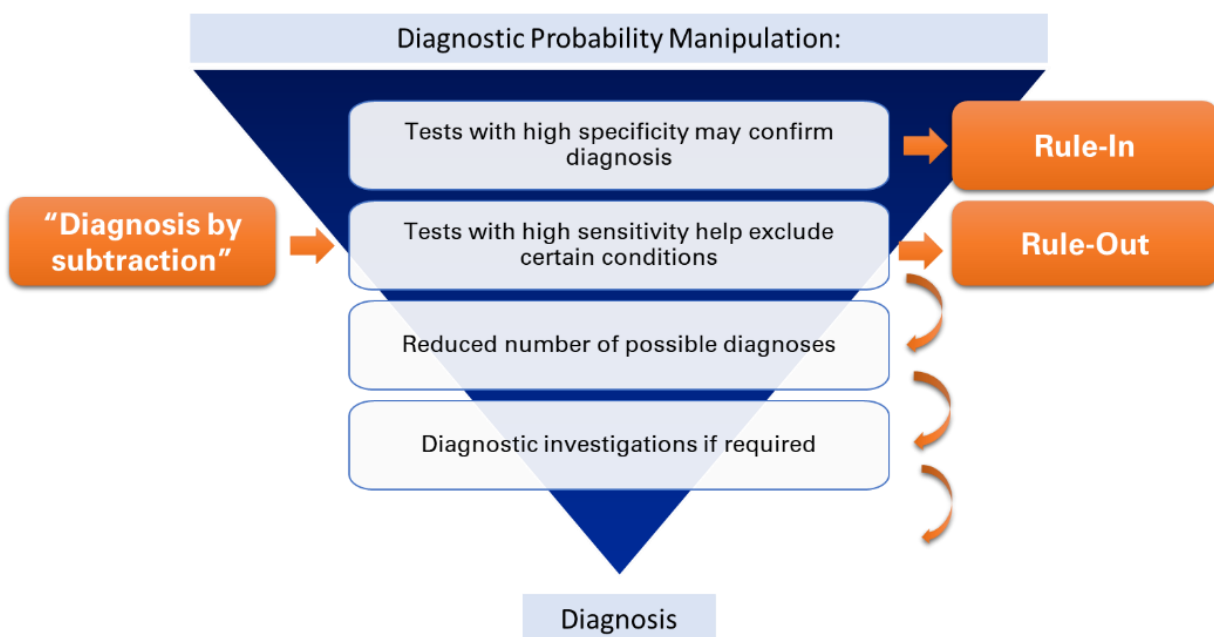 Diagnostic Probability Manipulation:
Tests with high specificity may confirm
diagnosis
Rule-In
“Diagnosis by
subtraction”
Tests with high sensitivity help exclude
certain conditions
Rule-Out
Reduced number of possible diagnoses
Diagnostic investigations if required
Diagnosis